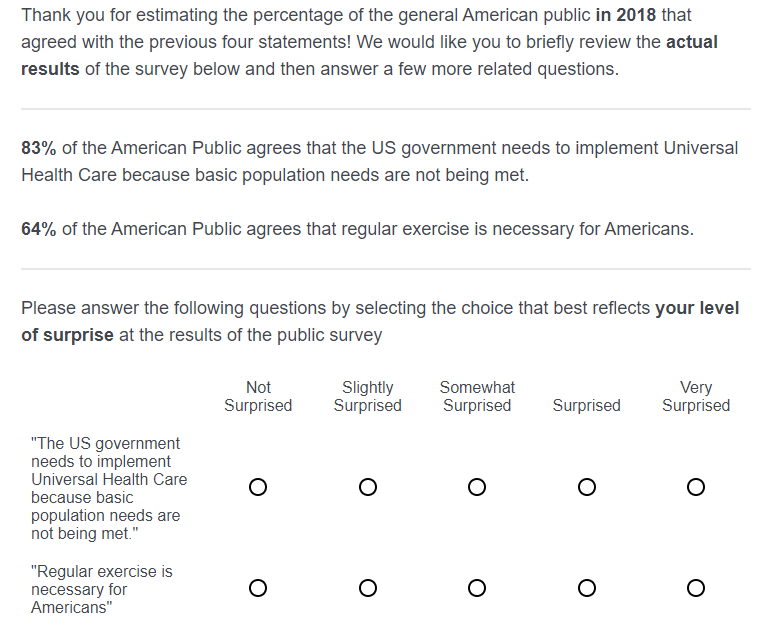 Thank you for estimating the percentage of the general American public in 2018 that
agreed with the previous four statements! We would like you to briefly review the actual
results of the survey below and then answer a few more related questions.
83% of the American Public agrees that the US government needs to implement Universal
Health Care because basic population needs are not being met.
64% of the American Public agrees that regular exercise is necessary for Americans.
Please answer the following questions by selecting the choice that best reflects your level
of surprise at the results of the public survey
Not Surprised
Slightly Surprised
Somewhat Surprised
Surprised
Very Surprised
"The US government
needs to implement
Universal Health Care
because basic
population needs are
not being met."
"Regular exercise is
necessary for
Americans"